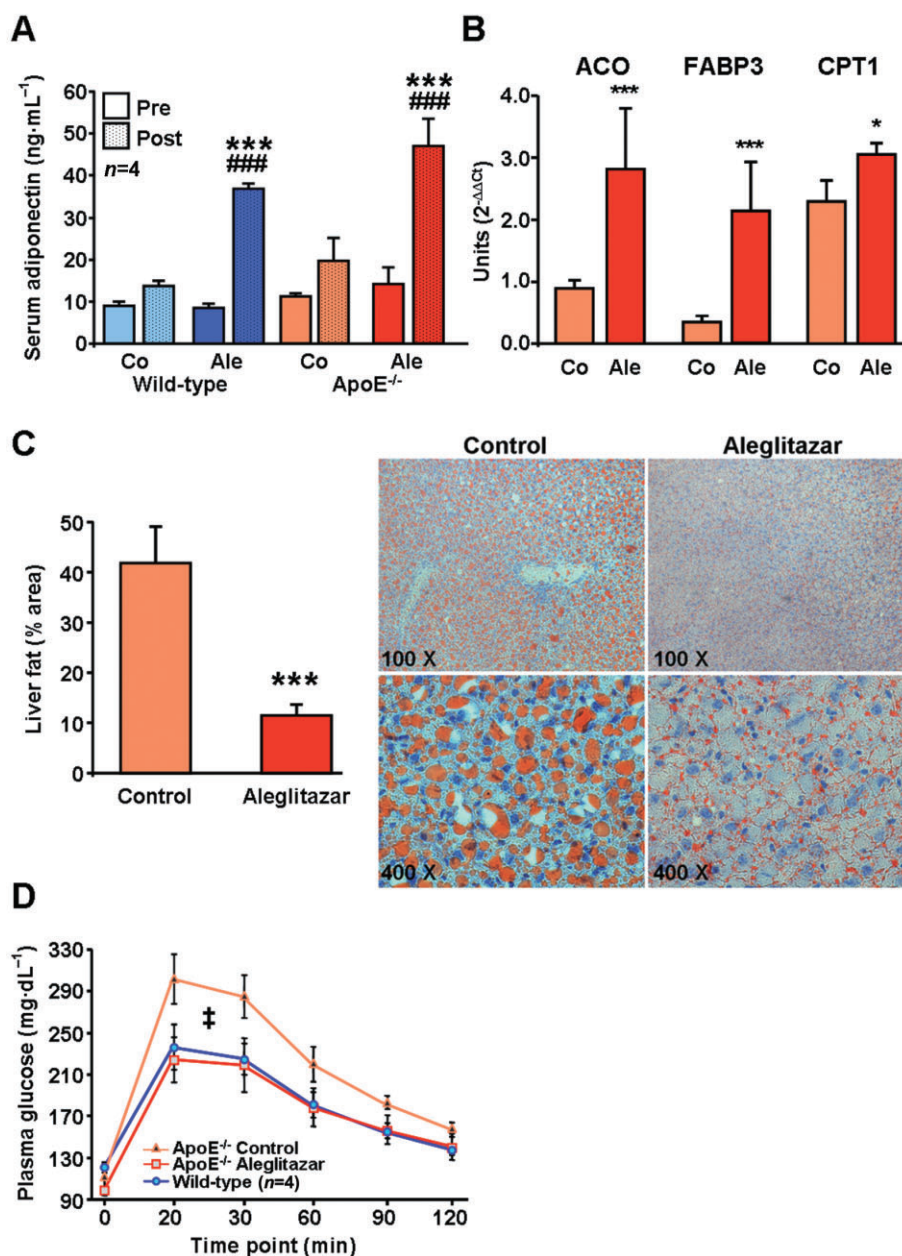 A
Serum adiponectin (ng·mL⁻¹)
60
50
40
30
20
10
0
Pre
Post
n=4
***
###
***
###
Co
Ale
Co
Ale
Wild-type
ApoE⁻/⁻
B
ACO
FABP3
CPT1
Units (2^-ΔΔCt)
4.0
3.0
2.0
1.0
0.0
***
***
*
Co
Ale
Co
Ale
Co
Ale
C
Liver fat (% area)
50
40
30
20
10
0
***
Control
Aleglitazar
Control
Aleglitazar
100 X
100 X
400 X
400 X
D
Plasma glucose (mg·dL⁻¹)
330
290
250
210
170
130
90
‡
ApoE⁻/⁻ Control
ApoE⁻/⁻ Aleglitazar
Wild-type (n=4)
0
20
30
60
90
120
Time point (min)